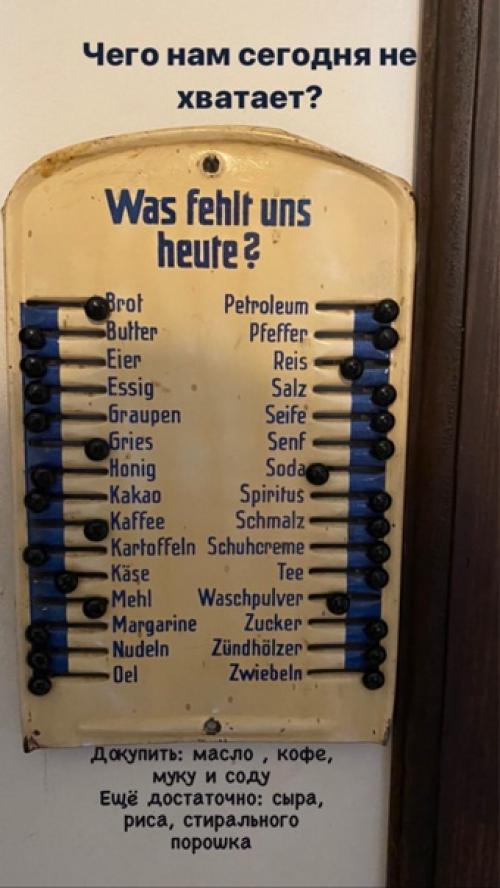 Чего нам сегодня не
хватает?
Was fehlt uns
heute?
Brot Petroleum
Butter Pfeffer
Eier Reis
Essig Salz
Graupen Seife
Gries Senf
Honig Soda
Kakao Spiritus
Kaffee Schmalz
Kartoffeln Schuhcreme
Käse Tee
Mehl Waschpulver
Margarine Zucker
Nudeln Zündhölzer
Oel Zwiebeln
Докупить: масло , кофе,
муку и соду
Ещё достаточно: сыра,
риса, стирального
порошка